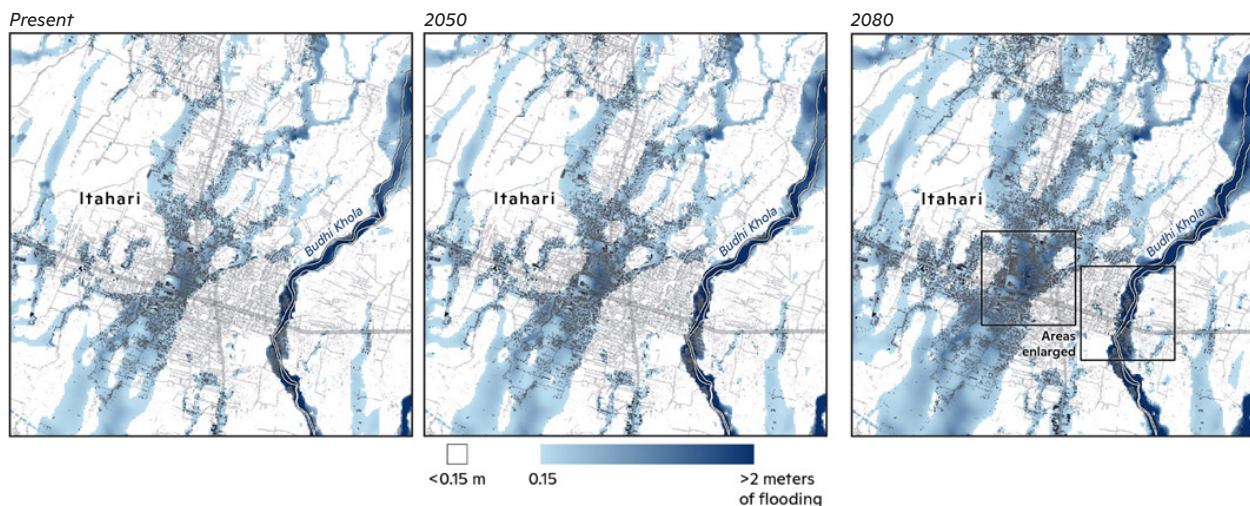 Present
2050
2080
Itahari
Budhi Khola
Itahari
Budhi Khola
Itahari
Budhi Khola
Areas
enlarged
<0.15 m
0.15
>2 meters
of flooding